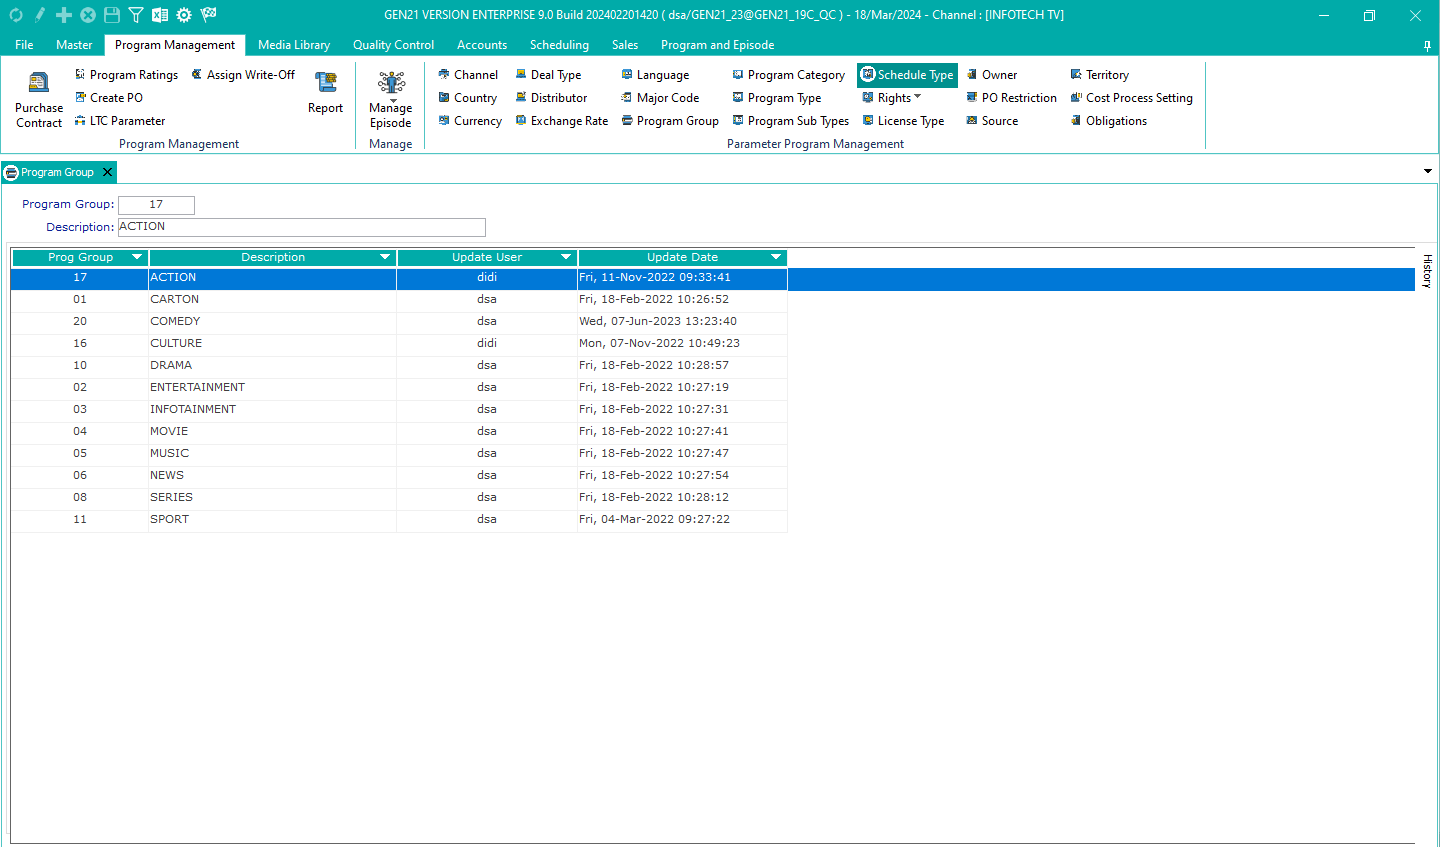 GEN21 VERSION ENTERPRISE 9.0 Build 202402201420 ( dsa/GEN21_23@GEN21_19C_QC ) - 18/Mar/2024 - Channel : [INFOTECH TV]
File Master Program Management Media Library Quality Control Accounts Scheduling Sales Program and Episode
Purchase Contract
Program Ratings Assign Write-Off
Create PO
LTC Parameter
Report
Program Management
Manage Episode
Manage
Channel Deal Type Language Program Category Schedule Type Owner Territory
Country Distributor Major Code Program Type Rights PO Restriction Cost Process Setting
Currency Exchange Rate Program Group Program Sub Types License Type Source Obligations
Parameter Program Management
Program Group
Program Group: 17
Description: ACTION
Prog Group Description Update User Update Date
17 ACTION didi Fri, 11-Nov-2022 09:33:41
01 CARTON dsa Fri, 18-Feb-2022 10:26:52
20 COMEDY dsa Wed, 07-Jun-2023 13:23:40
16 CULTURE didi Mon, 07-Nov-2022 10:49:23
10 DRAMA dsa Fri, 18-Feb-2022 10:28:57
02 ENTERTAINMENT dsa Fri, 18-Feb-2022 10:27:19
03 INFOTAINMENT dsa Fri, 18-Feb-2022 10:27:31
04 MOVIE dsa Fri, 18-Feb-2022 10:27:41
05 MUSIC dsa Fri, 18-Feb-2022 10:27:47
06 NEWS dsa Fri, 18-Feb-2022 10:27:54
08 SERIES dsa Fri, 18-Feb-2022 10:28:12
11 SPORT dsa Fri, 04-Mar-2022 09:27:22
History